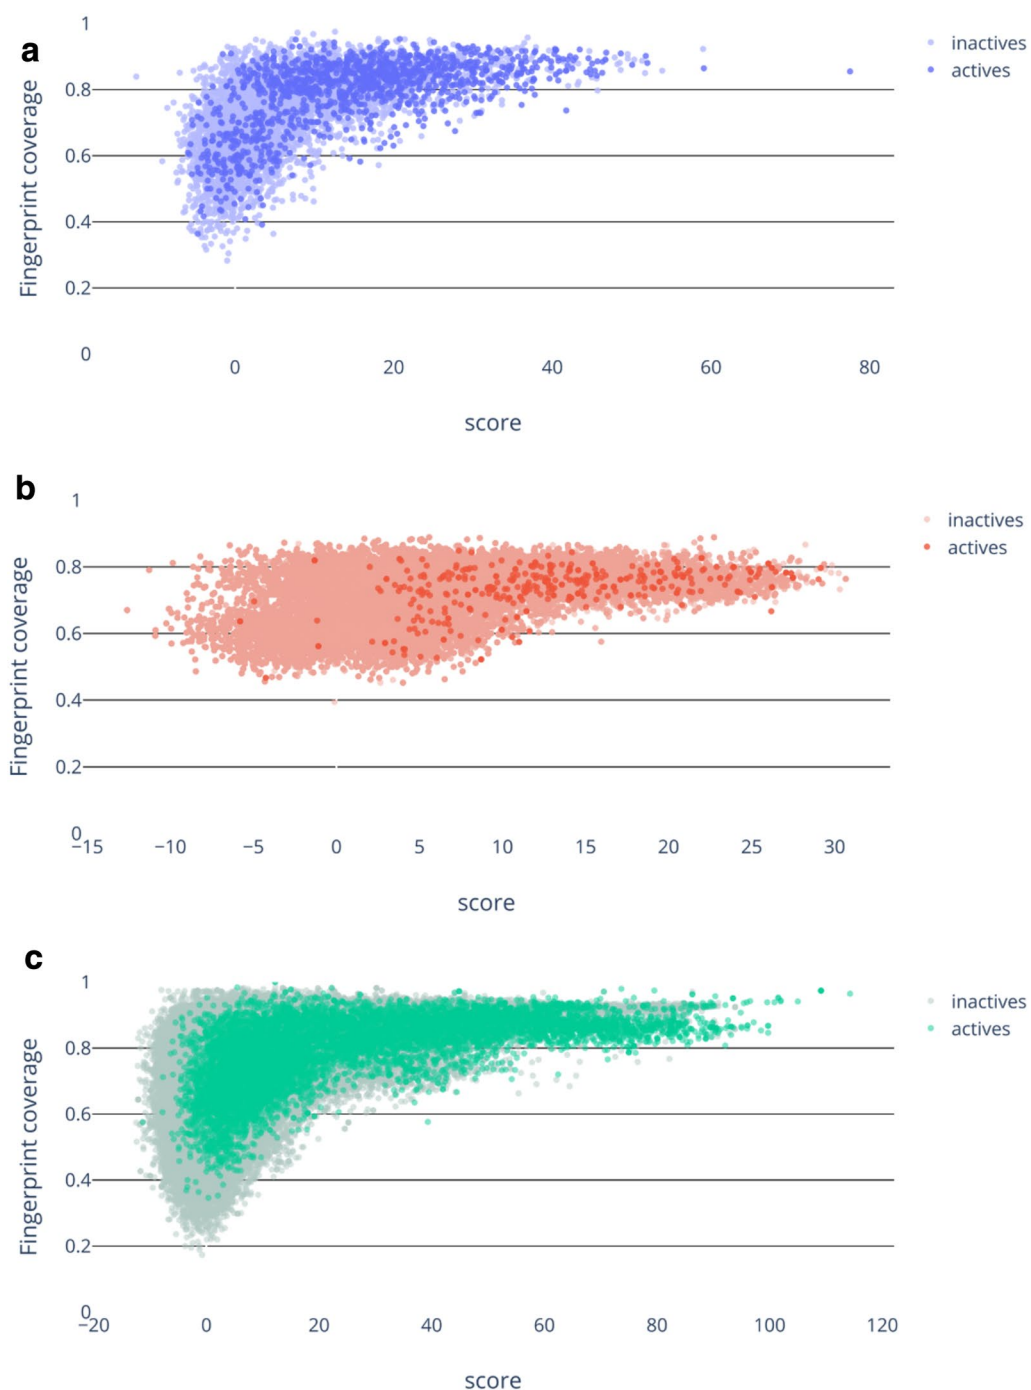 a
1
inactives
actives
0.8
0.6
0.4
0.2
0
Fingerprint coverage
0 20 40 60 80
score
b
1
inactives
actives
0.8
0.6
0.4
0.2
0
Fingerprint coverage
−15 −10 −5 0 5 10 15 20 25 30
score
c
1
inactives
actives
0.8
0.6
0.4
0.2
0
Fingerprint coverage
−20 0 20 40 60 80 100 120
score